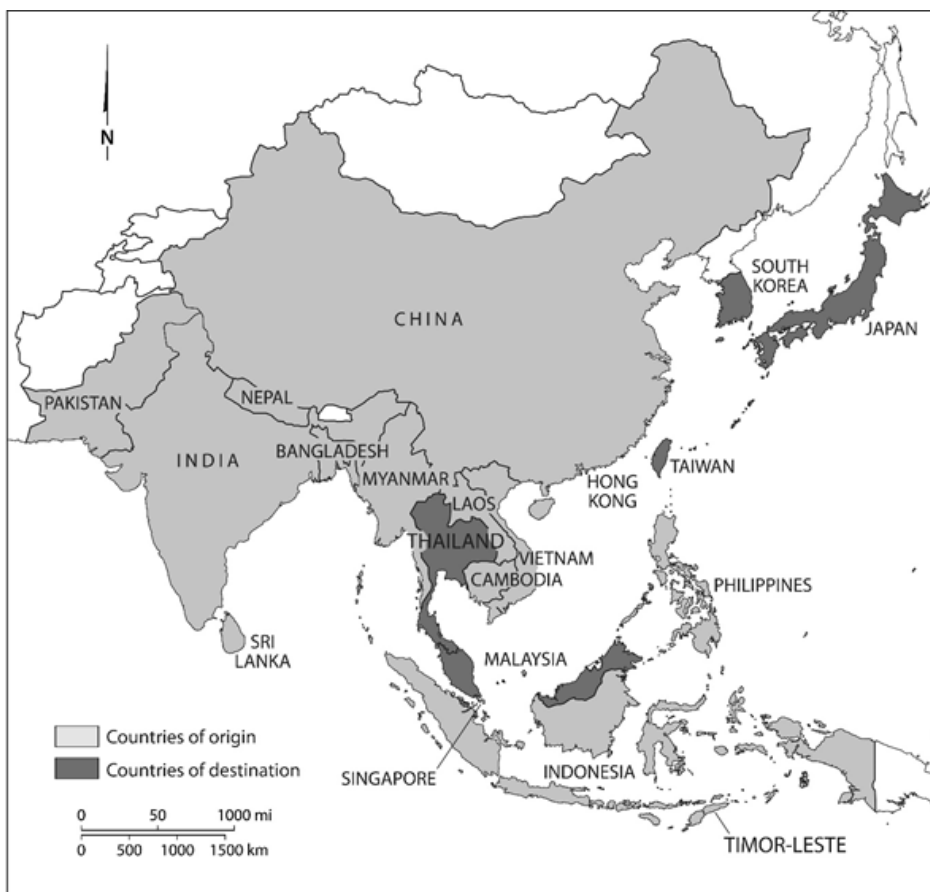 N
SOUTH
KOREA
JAPAN
CHINA
PAKISTAN
NEPAL
BANGLADESH
INDIA
MYANMAR
HONG
KONG
TAIWAN
LAOS
THAILAND
VIETNAM
CAMBODIA
PHILIPPINES
SRI
LANKA
MALAYSIA
Countries of origin
Countries of destination
SINGAPORE
INDONESIA
TIMOR-LESTE
0 50 1000 mi
0 500 1000 1500 km